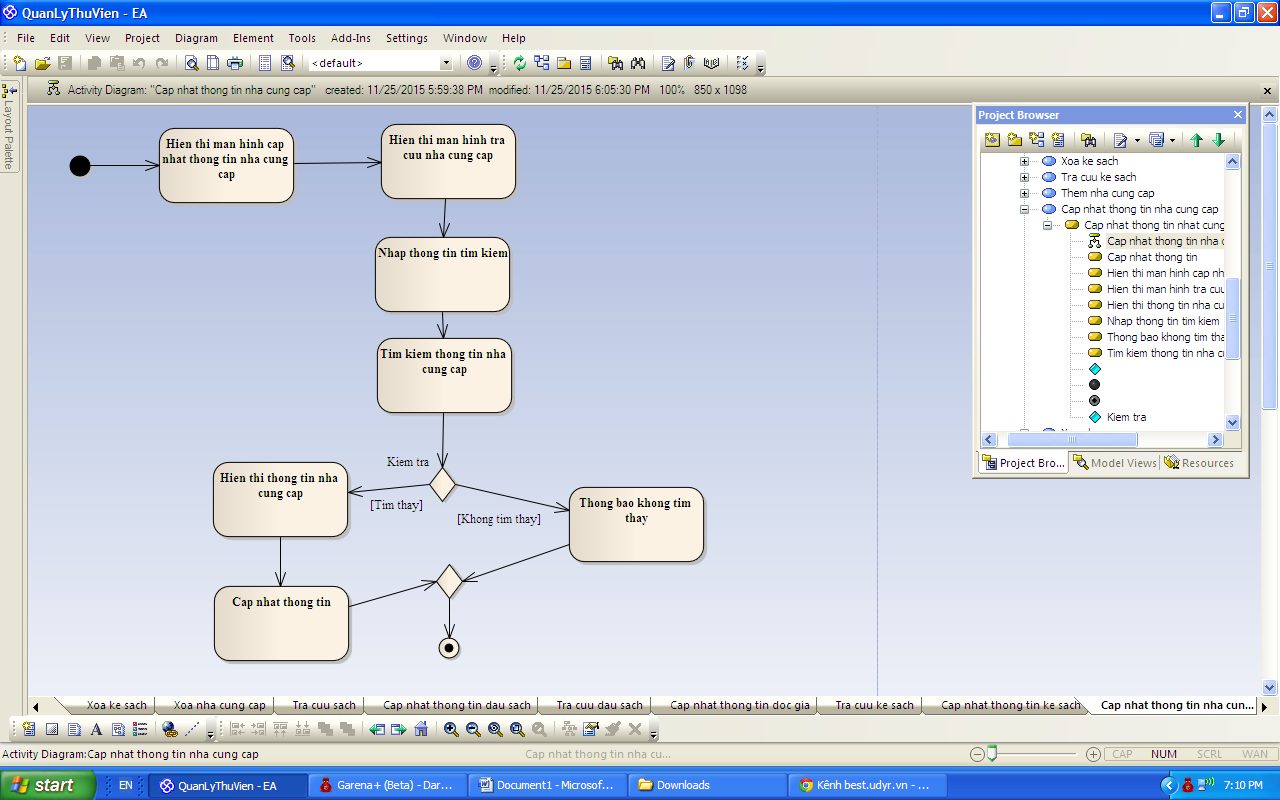 QuanLyThuVien - EA
File Edit View Project Diagram Element Tools Add-Ins Settings Window Help
<default>
Activity Diagram: "Cap nhat thong tin nha cung cap" created: 11/25/2015 5:59:38 PM modified: 11/25/2015 6:05:30 PM 100% 850 x 1098
Layout Palette
Hien thi man hinh cap
nhat thong tin nha cung
cap
Hien thi man hinh tra
cuu nha cung cap
Nhap thong tin tim kiem
Tim kiem thong tin nha
cung cap
Kiem tra
[Tim thay]
[Khong tim thay]
Hien thi thong tin nha
cung cap
Thong bao khong tim
thay
Cap nhat thong tin
Project Browser
Xoa ke sach
Tra cuu ke sach
Them nha cung cap
Cap nhat thong tin nha cung cap
Cap nhat thong tin nhat cung
Cap nhat thong tin nha c
Cap nhat thong tin
Hien thi man hinh cap nh
Hien thi man hinh tra cuu
Hien thi thong tin nha cu
Nhap thong tin tim kiem
Thong bao khong tim tha
Tim kiem thong tin nha cu
Kiem tra
Project Bro... Model Views Resources
Xoa ke sach Xoa nha cung cap Tra cuu sach Cap nhat thong tin dau sach Tra cuu dau sach Cap nhat thong tin doc gia Tra cuu ke sach Cap nhat thong tin ke sach Cap nhat thong tin nha cun...
Activity Diagram:Cap nhat thong tin nha cung cap Cap nhat thong tin nha cu... CAP NUM SCRL WAN
start EN QuanLyThuVien - EA Garena+ (Beta) - Dar... Document1 - Microsof... Downloads Kênh best.udyr.vn - ... 7:10 PM